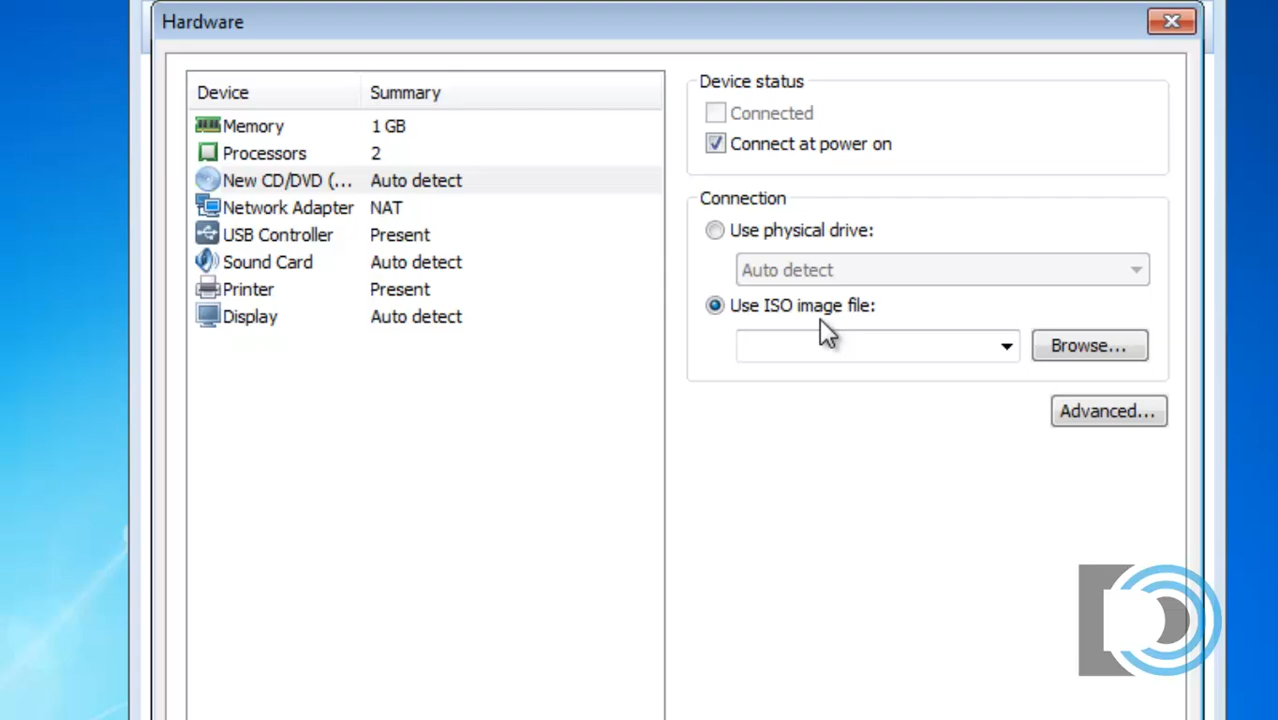 Hardware
Device Summary
Memory 1 GB
Processors 2
New CD/DVD (... Auto detect
Network Adapter NAT
USB Controller Present
Sound Card Auto detect
Printer Present
Display Auto detect
Device status
Connected
Connect at power on
Connection
Use physical drive:
Auto detect
Use ISO image file:
Browse...
Advanced...